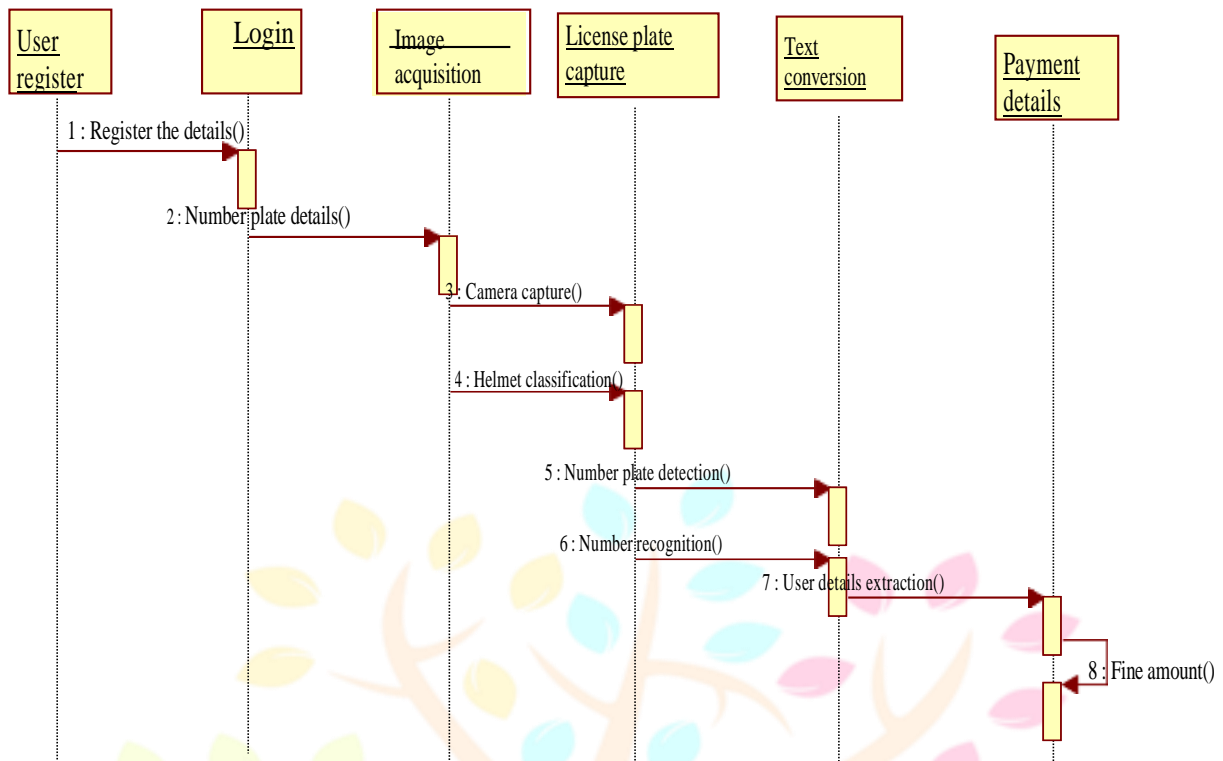 User
register
Login
Image
acquisition
License plate
capture
Text
conversion
Payment
details
1 : Register the details()
2 : Number plate details()
3 : Camera capture()
4 : Helmet classification()
5 : Number plate detection()
6 : Number recognition()
7 : User details extraction()
8 : Fine amount()